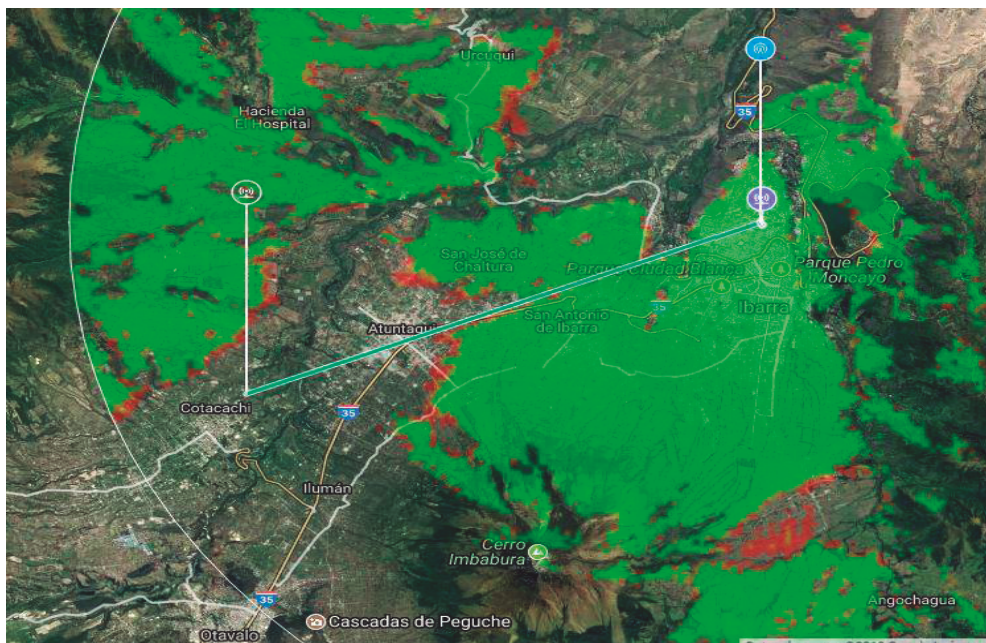 Urcuqui
Hacienda
El Hospital
35
San José de
Chaltura
Parque Ciudad Blanca
Parque Pedro
Moncayo
Ibarra
35
San Antonio
de Ibarra
Atuntaqui
Cotacachi
35
Ilumán
Cerro
Imbabura
35
Otavalo
Cascadas de Peguche
Angochagua